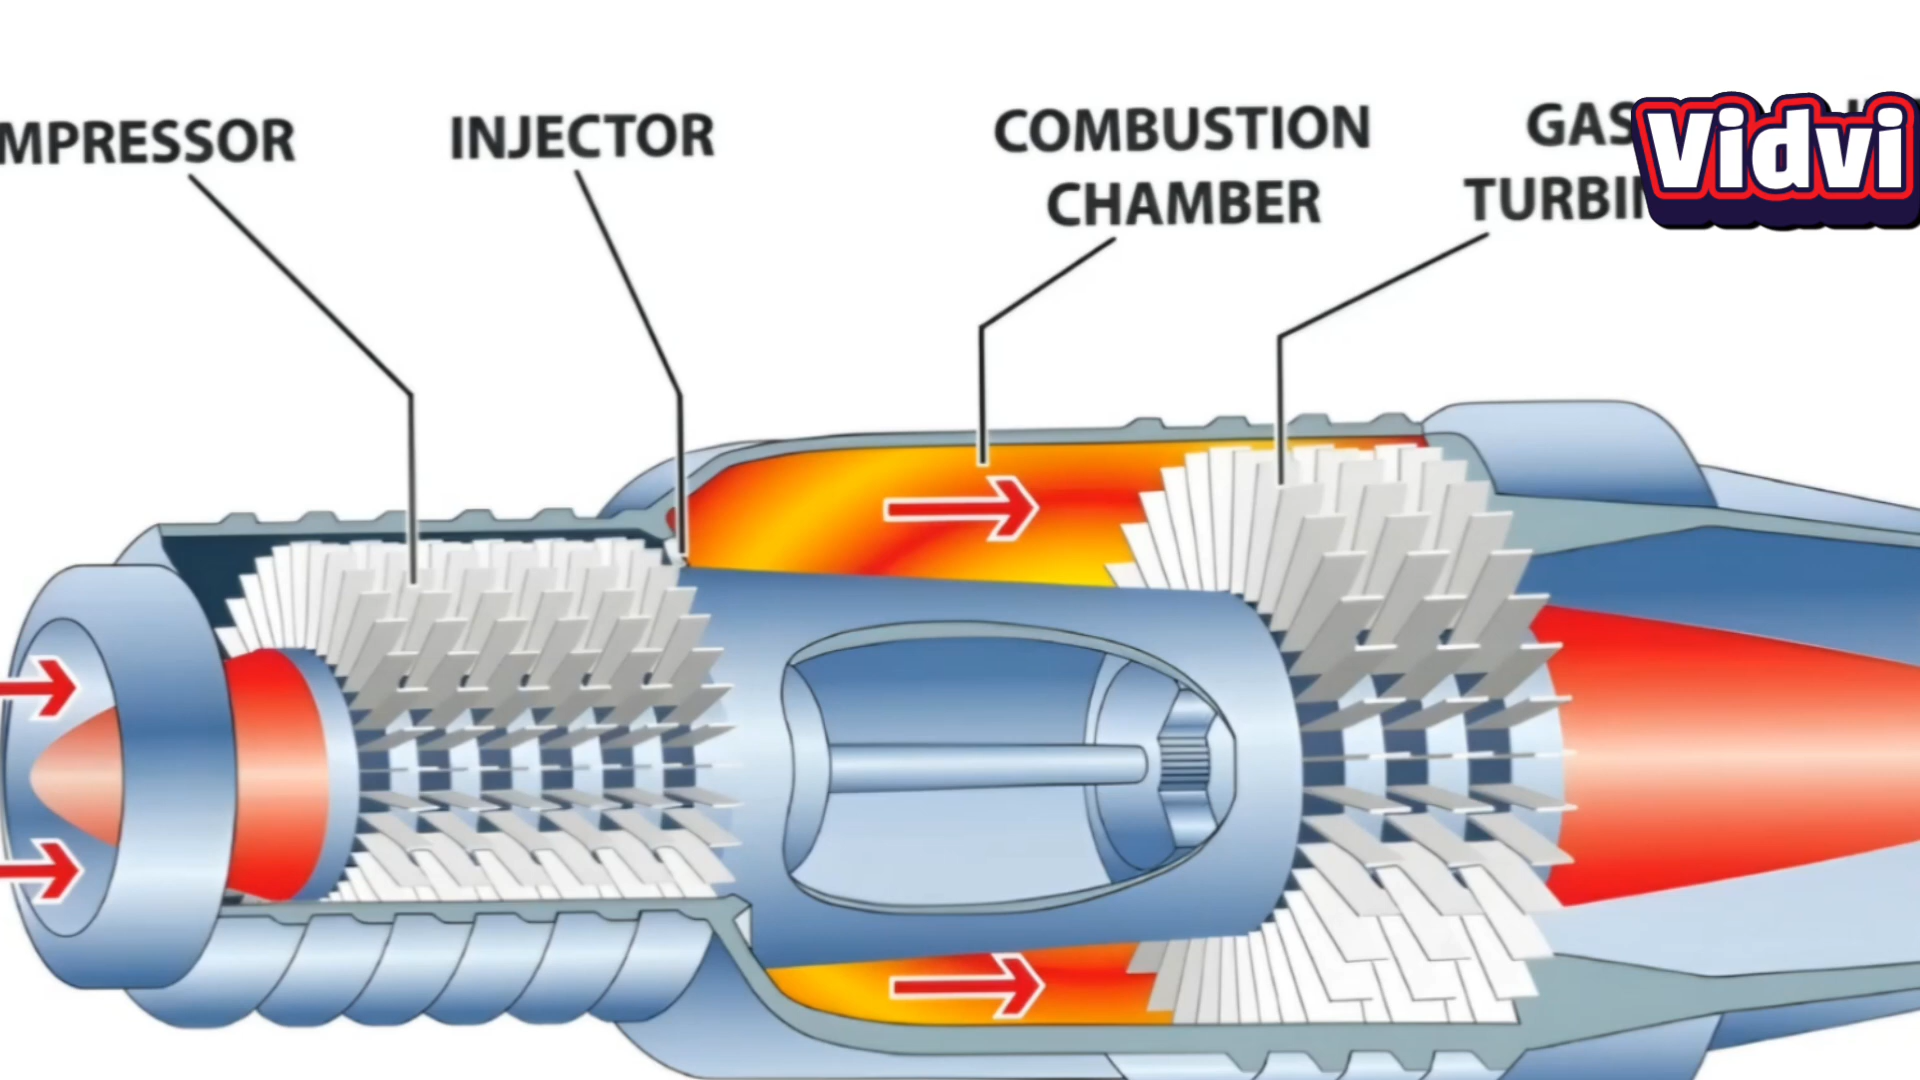 MPRESSOR
INJECTOR
COMBUSTION
CHAMBER
GAS
TURBI
Vidvi